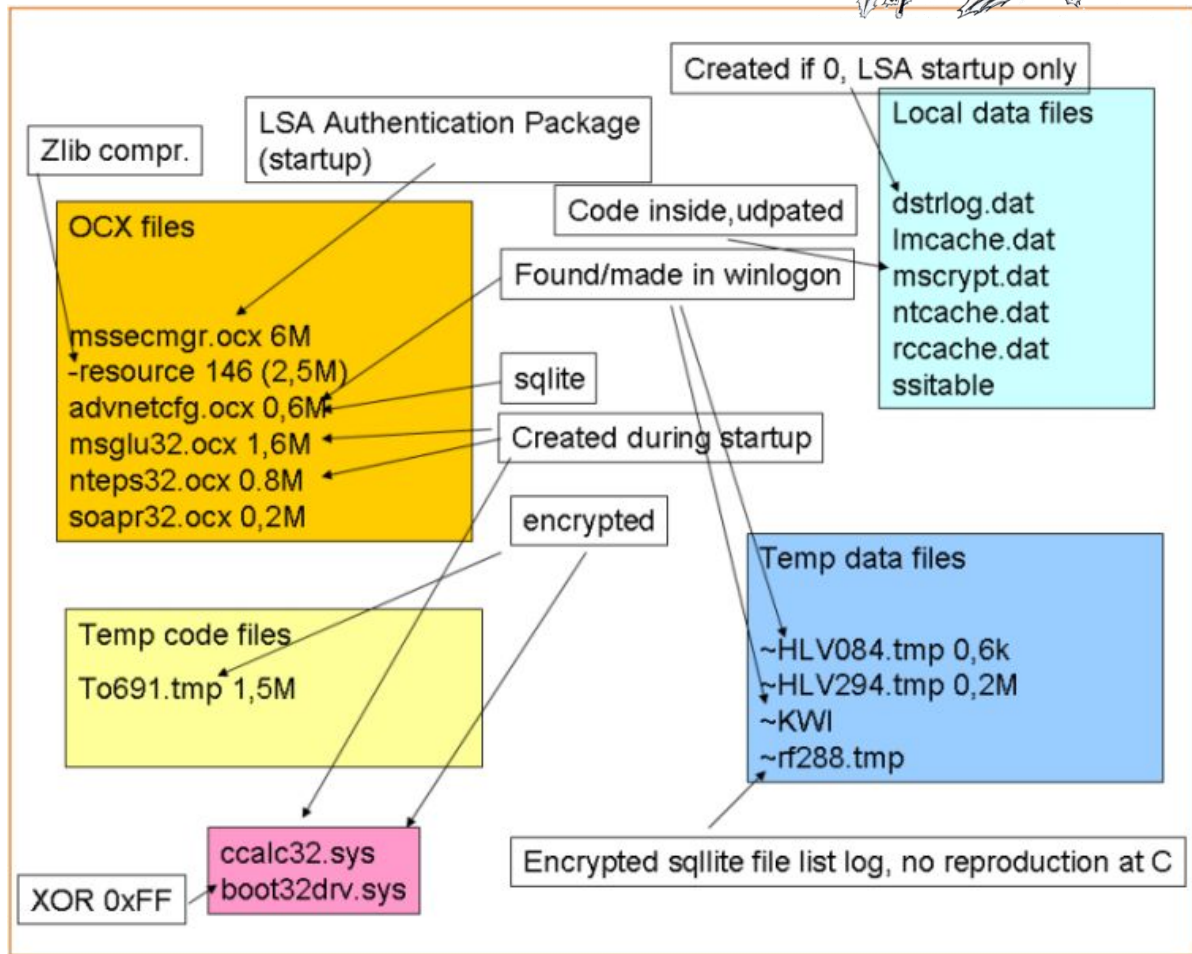 Created if 0, LSA startup only
Local data files
LSA Authentication Package
(startup)
Zlib compr.
dstrlog.dat
lmcache.dat
mscrypt.dat
ntcache.dat
rccache.dat
ssitable
Code inside,udpated
OCX files
Found/made in winlogon
mssecmgr.ocx 6M
-resource 146 (2,5M)
advnetcfg.ocx 0,6M
msglu32.ocx 1,6M
nteps32.ocx 0.8M
soapr32.ocx 0,2M
sqlite
Created during startup
encrypted
Temp data files
~HLV084.tmp 0,6k
~HLV294.tmp 0,2M
~KWI
~rf288.tmp
Temp code files
To691.tmp 1,5M
ccalc32.sys
boot32drv.sys
XOR 0xFF
Encrypted sqllite file list log, no reproduction at C